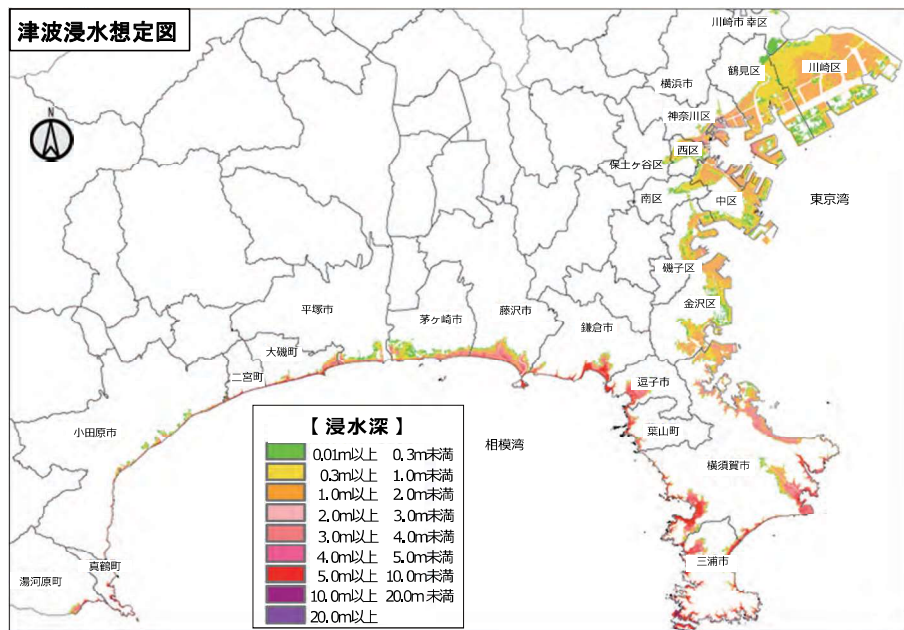 津波浸水想定図
川崎市 幸区
鶴見区
川崎区
横浜市
神奈川区
西区
保土ヶ谷区
南区
中区
東京湾
磯子区
金沢区
平塚市
茅ヶ崎市
藤沢市
鎌倉市
大磯町
二宮町
逗子市
小田原市
葉山町
相模湾
横須賀市
三浦市
真鶴町
湯河原町
N
【 浸水深 】
0.01m以上 0.3m未満
0.3m以上 1.0m未満
1.0m以上 2.0m未満
2.0m以上 3.0m未満
3.0m以上 4.0m未満
4.0m以上 5.0m未満
5.0m以上 10.0m未満
10.0m以上 20.0m未満
20.0m以上